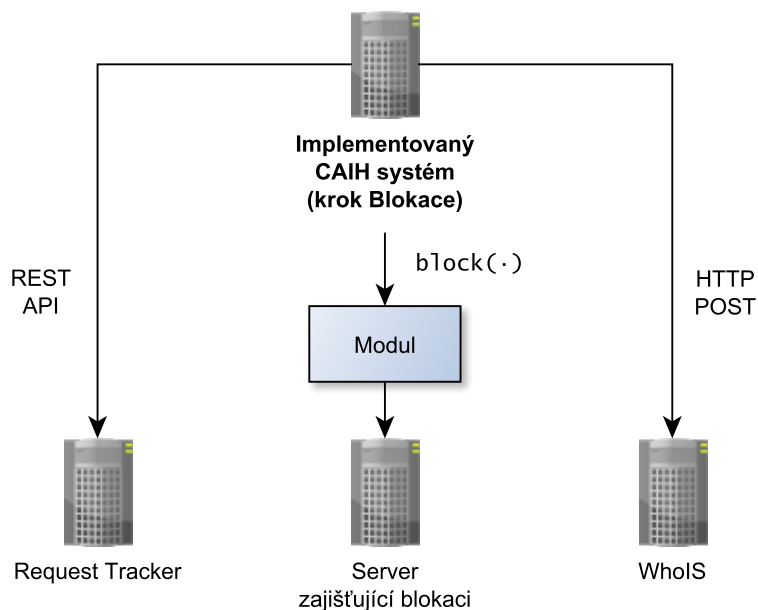 Implementovaný
CAIH systém
(krok Blokace)
block(·)
REST
API
HTTP
POST
Modul
Request Tracker
Server
zajišťující blokaci
WhoIS